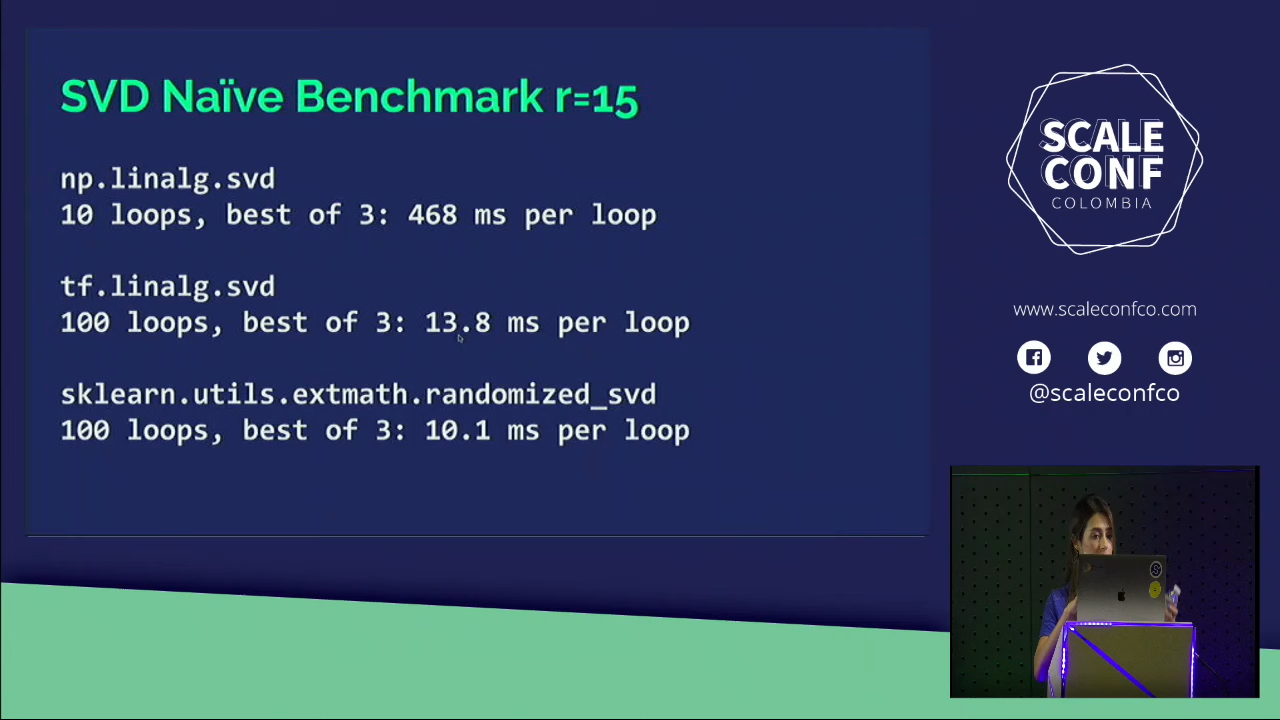 SVD Naïve Benchmark r=15
np.linalg.svd
10 loops, best of 3: 468 ms per loop
tf.linalg.svd
100 loops, best of 3: 13.8 ms per loop
sklearn.utils.extmath.randomized_svd
100 loops, best of 3: 10.1 ms per loop
SCALE
CONF
COLOMBIA
www.scaleconfco.com
@scaleconfco